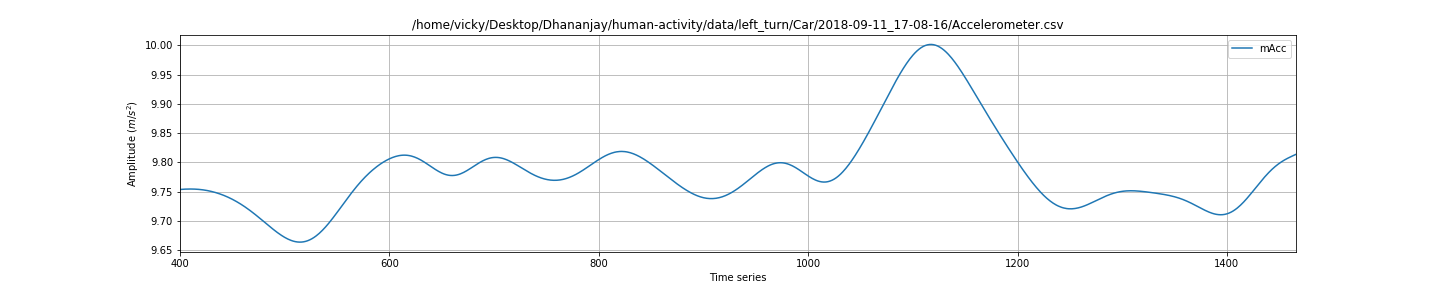 /home/vicky/Desktop/Dhananjay/human-activity/data/left_turn/Car/2018-09-11_17-08-16/Accelerometer.csv
mAcc
Amplitude (m/s²)
10.00
9.95
9.90
9.85
9.80
9.75
9.70
9.65
400 600 800 1000 1200 1400
Time series